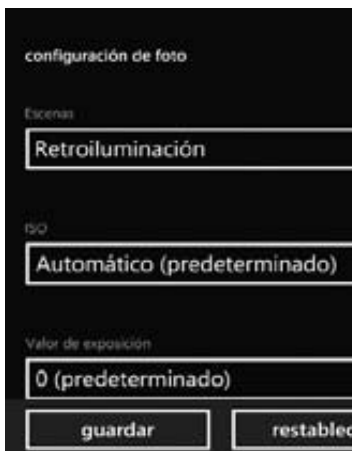 configuración de foto
Escenas
Retroiluminación
ISO
Automático (predeterminado)
Valor de exposición
0 (predeterminado)
guardar